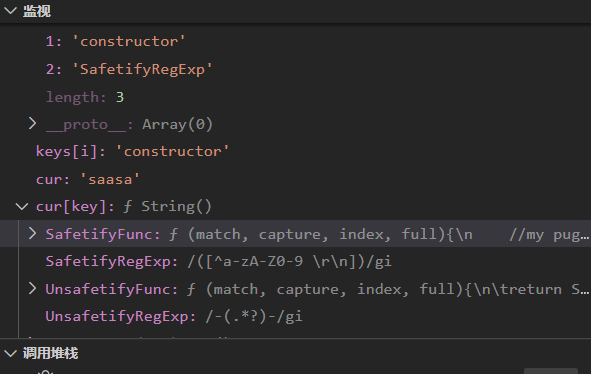 监视
1: 'constructor'
2: 'SafetifyRegExp'
length: 3
__proto__: Array(0)
keys[i]: 'constructor'
cur: 'saasa'
cur[key]: ƒ String()
SafetifyFunc: ƒ (match, capture, index, full){\n    //my pug…
SafetifyRegExp: /([^a-zA-Z0-9 \r\n])/gi
UnsafetifyFunc: ƒ (match, capture, index, full){\n\treturn S…
UnsafetifyRegExp: /-(.*?)-/gi
调用堆栈